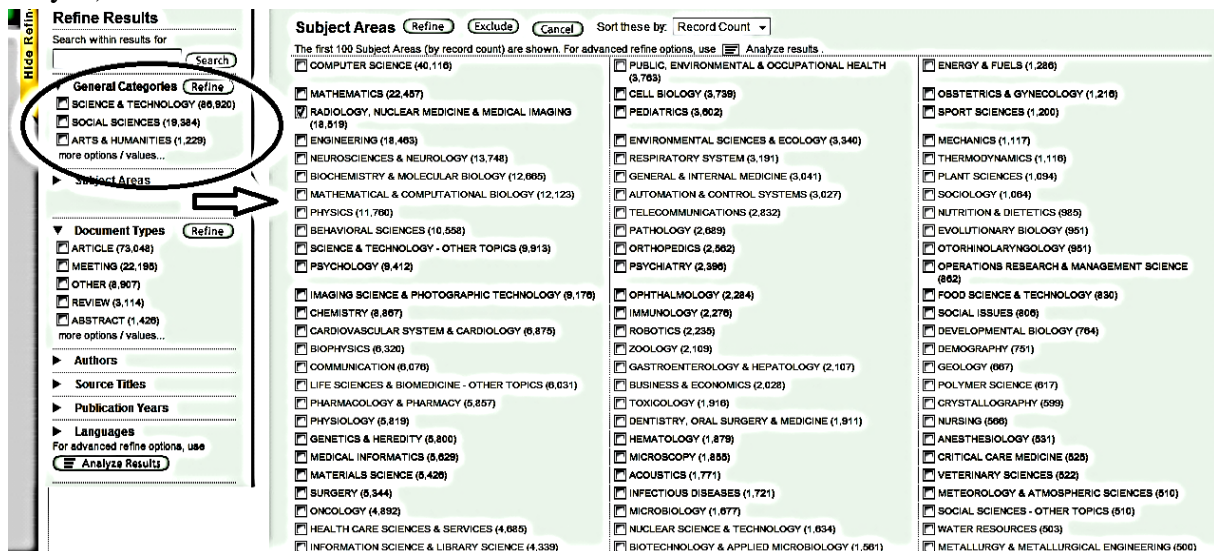 Hide Refin
Refine Results
Search within results for
Search
General Categories Refine
SCIENCE & TECHNOLOGY (86,920)
SOCIAL SCIENCES (19,384)
ARTS & HUMANITIES (1,229)
more options / values...
Subject Areas
Document Types Refine
ARTICLE (73,048)
MEETING (22,195)
OTHER (8,907)
REVIEW (3,114)
ABSTRACT (1,426)
more options / values...
Authors
Source Titles
Publication Years
Languages
For advanced refine options, use
Analyze Results
Subject Areas Refine Exclude Cancel Sort these by: Record Count
The first 100 Subject Areas (by record count) are shown. For advanced refine options, use Analyze results .
COMPUTER SCIENCE (40,116)
MATHEMATICS (22,457)
RADIOLOGY, NUCLEAR MEDICINE & MEDICAL IMAGING
(18,519)
ENGINEERING (18,463)
NEUROSCIENCES & NEUROLOGY (13,748)
BIOCHEMISTRY & MOLECULAR BIOLOGY (12,665)
MATHEMATICAL & COMPUTATIONAL BIOLOGY (12,123)
PHYSICS (11,760)
BEHAVIORAL SCIENCES (10,558)
SCIENCE & TECHNOLOGY - OTHER TOPICS (9,913)
PSYCHOLOGY (9,412)
IMAGING SCIENCE & PHOTOGRAPHIC TECHNOLOGY (9,176)
CHEMISTRY (8,867)
CARDIOVASCULAR SYSTEM & CARDIOLOGY (6,875)
BIOPHYSICS (6,320)
COMMUNICATION (6,076)
LIFE SCIENCES & BIOMEDICINE - OTHER TOPICS (6,031)
PHARMACOLOGY & PHARMACY (5,857)
PHYSIOLOGY (5,819)
GENETICS & HEREDITY (5,800)
MEDICAL INFORMATICS (5,629)
MATERIALS SCIENCE (5,426)
SURGERY (5,344)
ONCOLOGY (4,892)
HEALTH CARE SCIENCES & SERVICES (4,685)
INFORMATION SCIENCE & LIBRARY SCIENCE (4,339)
PUBLIC, ENVIRONMENTAL & OCCUPATIONAL HEALTH
(3,763)
CELL BIOLOGY (3,739)
PEDIATRICS (3,602)
ENVIRONMENTAL SCIENCES & ECOLOGY (3,340)
RESPIRATORY SYSTEM (3,191)
GENERAL & INTERNAL MEDICINE (3,041)
AUTOMATION & CONTROL SYSTEMS (3,027)
TELECOMMUNICATIONS (2,832)
PATHOLOGY (2,689)
ORTHOPEDICS (2,562)
PSYCHIATRY (2,396)
OPHTHALMOLOGY (2,284)
IMMUNOLOGY (2,276)
ROBOTICS (2,235)
ZOOLOGY (2,109)
GASTROENTEROLOGY & HEPATOLOGY (2,107)
BUSINESS & ECONOMICS (2,028)
TOXICOLOGY (1,916)
DENTISTRY, ORAL SURGERY & MEDICINE (1,911)
HEMATOLOGY (1,879)
MICROSCOPY (1,855)
ACOUSTICS (1,771)
INFECTIOUS DISEASES (1,721)
MICROBIOLOGY (1,677)
NUCLEAR SCIENCE & TECHNOLOGY (1,634)
BIOTECHNOLOGY & APPLIED MICROBIOLOGY (1,561)
ENERGY & FUELS (1,286)
OBSTETRICS & GYNECOLOGY (1,216)
SPORT SCIENCES (1,200)
MECHANICS (1,117)
THERMODYNAMICS (1,116)
PLANT SCIENCES (1,094)
SOCIOLOGY (1,064)
NUTRITION & DIETETICS (985)
EVOLUTIONARY BIOLOGY (951)
OTORHINOLARYNGOLOGY (951)
OPERATIONS RESEARCH & MANAGEMENT SCIENCE
(862)
FOOD SCIENCE & TECHNOLOGY (830)
SOCIAL ISSUES (806)
DEVELOPMENTAL BIOLOGY (764)
DEMOGRAPHY (751)
GEOLOGY (667)
POLYMER SCIENCE (617)
CRYSTALLOGRAPHY (599)
NURSING (566)
ANESTHESIOLOGY (531)
CRITICAL CARE MEDICINE (525)
VETERINARY SCIENCES (522)
METEOROLOGY & ATMOSPHERIC SCIENCES (510)
SOCIAL SCIENCES - OTHER TOPICS (510)
WATER RESOURCES (503)
METALLURGY & METALLURGICAL ENGINEERING (500)